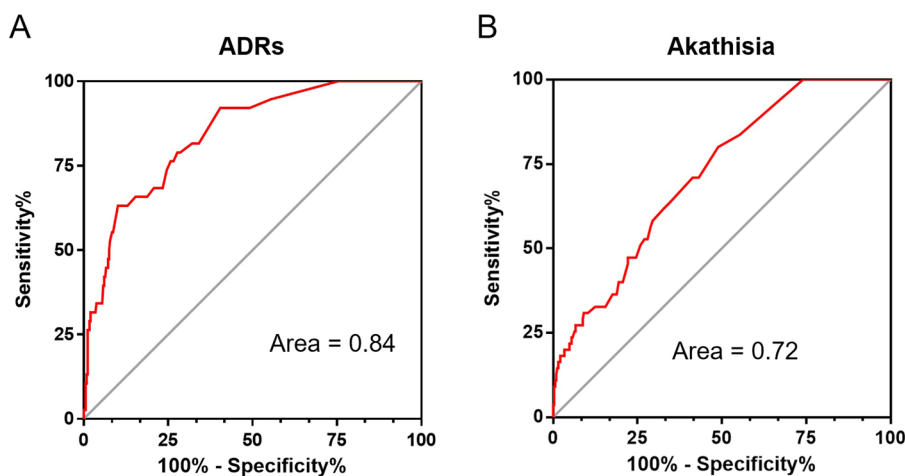 A
ADRs
100
75
50
25
0
Sensitivity%
Area = 0.84
0 25 50 75 100
100% - Specificity%
B
Akathisia
100
75
50
25
0
Sensitivity%
Area = 0.72
0 25 50 75 100
100% - Specificity%